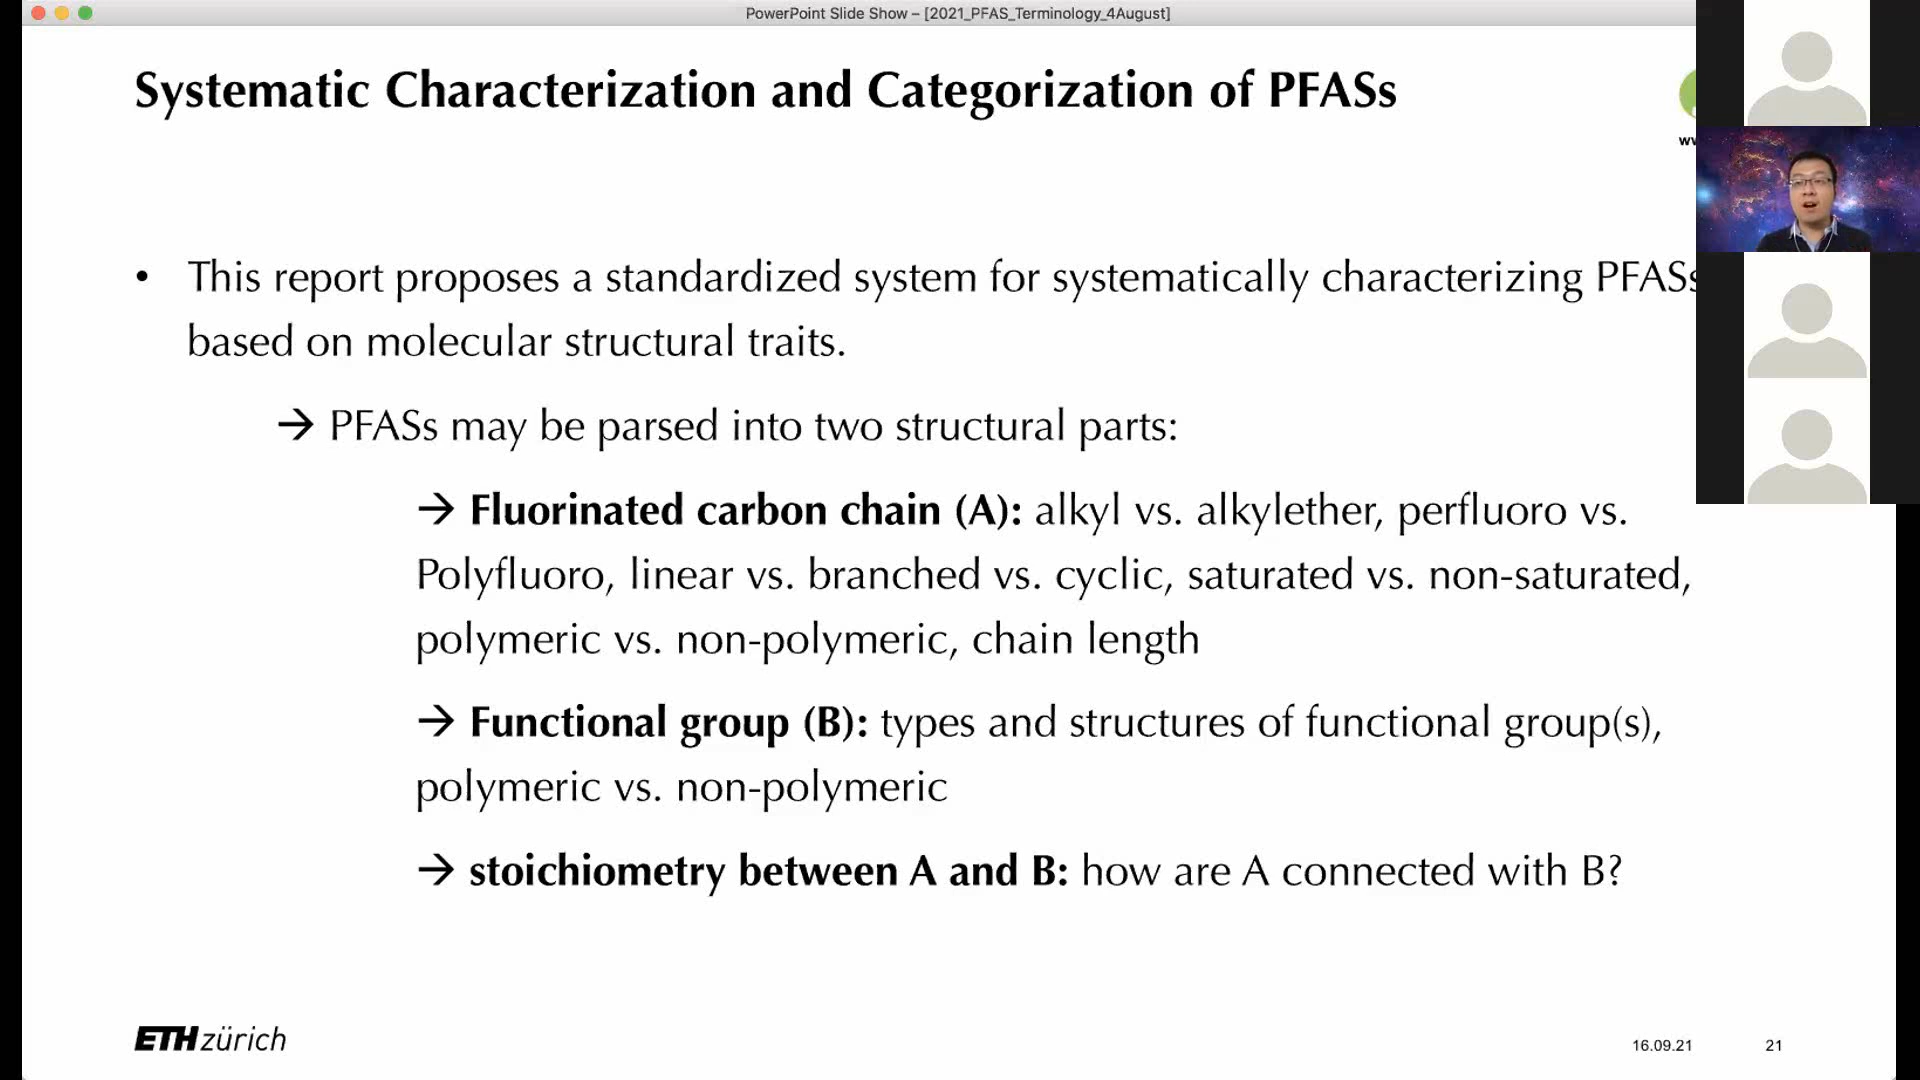 PowerPoint Slide Show – [2021_PFAS_Terminology_4August]
Systematic Characterization and Categorization of PFASs
• This report proposes a standardized system for systematically characterizing PFASs
based on molecular structural traits.
→ PFASs may be parsed into two structural parts:
→ Fluorinated carbon chain (A): alkyl vs. alkylether, perfluoro vs.
Polyfluoro, linear vs. branched vs. cyclic, saturated vs. non-saturated,
polymeric vs. non-polymeric, chain length
→ Functional group (B): types and structures of functional group(s),
polymeric vs. non-polymeric
→ stoichiometry between A and B: how are A connected with B?
ETH zürich
16.09.21
21